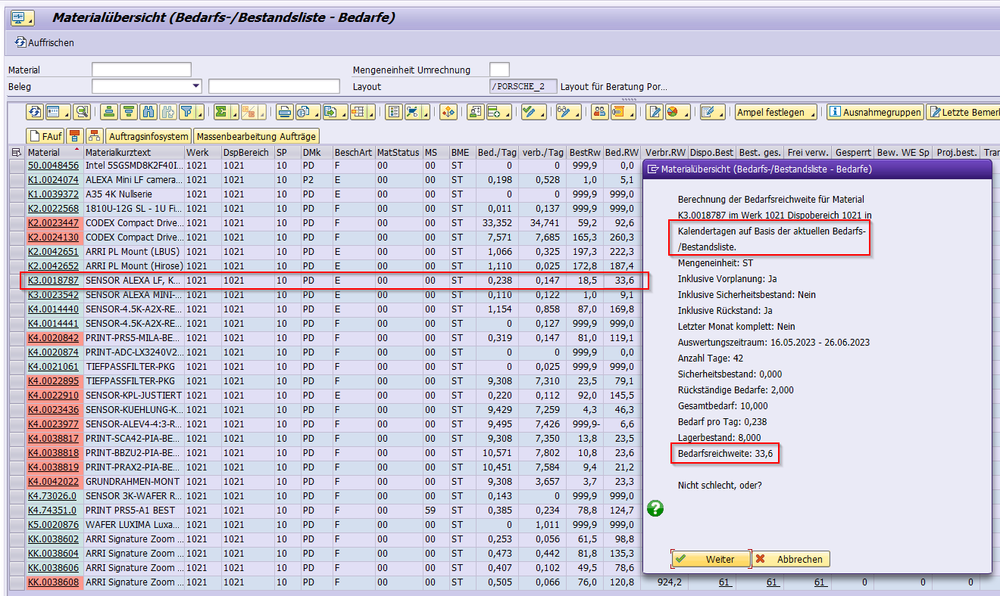 Materialübersicht (Bedarfs-/Bestandsliste - Bedarfe)
Auffrischen
Material Mengeneinheit Umrechnung
Beleg Layout /PORSCHE_2 Layout für Beratung Por...
Ampel festlegen Ausnahmegruppen Letzte Bemerk
FAuf Auftragsinfosystem Massenbearbeitung Aufträge
Material Materialkurztext Werk DspBereich SP DMk BeschArt MatStatus MS BME Bed./Tag verb./Tag BestRw Bed.RW Verbr.RW Dispo.Best Best. ges. Frei verw. Gesperrt Bew. WE Sp Proj.best. Tran
50.0048456 Intel 5SGSMD8K2F40I... 1021 1021 10 PD F 00 00 ST 0 0 999,9 0,0
K1.0024074 ALEXA Mini LF camera... 1021 1021 10 P2 E 00 00 ST 0,198 0,528 1,0 5,1
K1.0039372 A35 4K Nullserie 1021 1021 10 PD E 00 00 ST 0 0 999,9 999,0
K2.0022568 1810U-12G SL - 1U Fi... 1021 1021 10 PD F 00 00 ST 0,011 0,137 999,9 999,0
K2.0023447 CODEX Compact Drive... 1021 1021 10 PD F 00 00 ST 33,352 34,741 59,2 92,6
K2.0024130 CODEX Compact Drive... 1021 1021 10 PD F 00 00 ST 7,571 7,685 165,3 260,3
K2.0042651 ARRI PL Mount (LBUS) 1021 1021 10 PD E 00 00 ST 1,066 0,325 197,3 222,3
K2.0042652 ARRI PL Mount (Hirose) 1021 1021 10 PD E 00 00 ST 1,110 0,025 172,8 187,4
K3.0018787 SENSOR ALEXA LF, K... 1021 1021 10 PD E 00 00 ST 0,238 0,147 18,5 33,6
K3.0023542 SENSOR ALEXA MINI-... 1021 1021 10 PD E 00 00 ST 0,110 0,122 1,0 9,1
K4.0014440 SENSOR-4.5K-A2X-RE... 1021 1021 10 PD E 00 00 ST 1,154 0,858 87,0 169,8
K4.0014441 SENSOR-4.5K-A2X-RE... 1021 1021 10 PD F 00 00 ST 0 0,127 999,9 999,0
K4.0020842 PRINT-PRS5-MILA-BE... 1021 1021 10 PD F 00 00 ST 0,319 0,147 81,0 119,1
K4.0020874 PRINT-ADC-LX3240V2... 1021 1021 10 PD F 00 00 ST 0 0 999,9 0,0
K4.0021061 TIEFPASSFILTER-PKG 1021 1021 10 PD F 00 00 ST 0 0,025 999,9 999,0
K4.0022895 TIEFPASSFILTER-PKG 1021 1021 10 PD F 00 00 ST 9,308 7,310 23,5 79,1
K4.0022910 SENSOR-KPL-JUSTIERT 1021 1021 10 PD E 00 00 ST 0,220 0,112 92,0 145,5
K4.0023436 SENSOR-KUEHLUNG-K... 1021 1021 10 PD F 00 00 ST 9,429 7,259 4,3 46,3
K4.0023977 SENSOR-ALEV4-4:3-R... 1021 1021 10 PD F 00 00 ST 9,495 7,426 999,9- 6,6
K4.0038817 PRINT-SCA42-PIA-BE... 1021 1021 10 PD F 00 00 ST 9,308 7,350 13,8 23,5
K4.0038818 PRINT-BBZU2-PIA-BE... 1021 1021 10 PD F 00 00 ST 10,571 7,802 10,8 23,6
K4.0038819 PRINT-PRAX2-PIA-BE... 1021 1021 10 PD F 00 00 ST 10,451 7,584 9,4 21,2
K4.0042022 GRUNDRAHMEN-MONT 1021 1021 10 PD F 00 00 ST 9,308 3,657 3,7 23,3
K4.73026.0 SENSOR 3K-WAFER R... 1021 1021 10 PD F 00 00 ST 0,143 0 999,9 999,0
K4.74351.0 PRINT PRS5-A1 BEST 1021 1021 10 PD F 00 59 ST 0,385 0,234 78,8 124,7
K5.0020876 WAFER LUXIMA Luxa... 1021 1021 10 PD F 00 00 ST 0 1,011 999,9 999,0
KK.0038602 ARRI Signature Zoom ... 1021 1021 10 PD F 00 00 ST 0,253 0,056 61,5 98,8
KK.0038604 ARRI Signature Zoom ... 1021 1021 10 PD F 00 00 ST 0,473 0,442 81,8 135,3
KK.0038606 ARRI Signature Zoom ... 1021 1021 10 PD F 00 00 ST 0,407 0,102 49,5 78,6
KK.0038608 ARRI Signature Zoom ... 1021 1021 10 PD F 00 00 ST 0,505 0,066 76,0 120,8 924,2 61 61 61 0 0 0
Materialübersicht (Bedarfs-/Bestandsliste - Bedarfe)
Berechnung der Bedarfsreichweite für Material
K3.0018787 im Werk 1021 Dispobereich 1021 in
Kalendertagen auf Basis der aktuellen Bedarfs-
/Bestandsliste.
Mengeneinheit: ST
Inklusive Vorplanung: Ja
Inklusive Sicherheitsbestand: Nein
Inklusive Rückstand: Ja
Letzter Monat komplett: Nein
Auswertungszeitraum: 16.05.2023 - 26.06.2023
Anzahl Tage: 42
Sicherheitsbestand: 0,000
Rückständige Bedarfe: 2,000
Gesamtbedarf: 10,000
Bedarf pro Tag: 0,238
Lagerbestand: 8,000
Bedarfsreichweite: 33,6
Nicht schlecht, oder?
Weiter Abbrechen